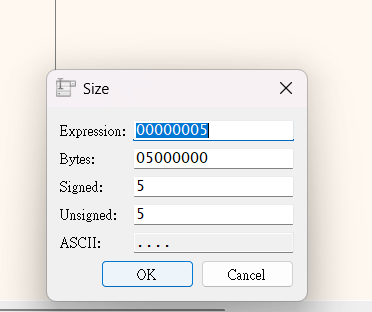 Size
Expression: 00000005
Bytes: 05000000
Signed: 5
Unsigned: 5
ASCII: ....
OK Cancel